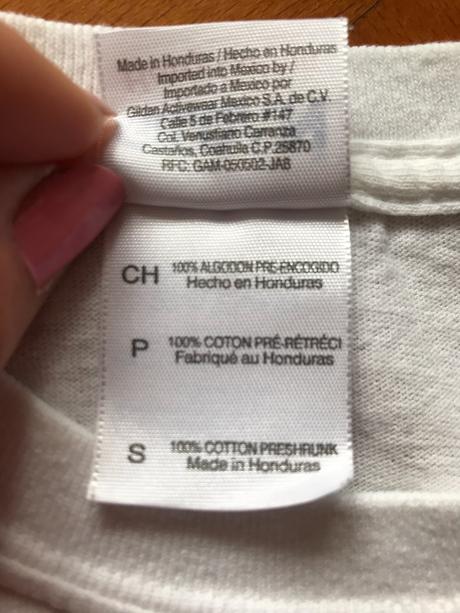 Made in Honduras / Hecho en Honduras
Imported into Mexico by /
Importado a Mexico por
Gildan Activewear Mexico S.A. de C.V.
Calle 5 de Febrero #147
Col. Venustiano Carranza
Castaños, Coahuila C.P. 25870
RFC: GAM-050502-JA8
CH 100% ALGODON PRE-ENCOGIDO
Hecho en Honduras
P 100% COTON PRÉ-RÉTRÉCI
Fabriqué au Honduras
S 100% COTTON PRESHRUNK
Made in Honduras